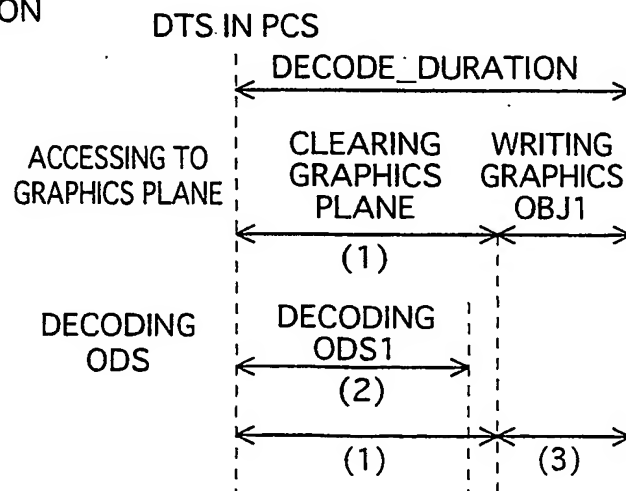 ON
DTS IN PCS
DECODE_DURATION
ACCESSING TO
GRAPHICS PLANE
CLEARING
GRAPHICS
PLANE
WRITING
GRAPHICS
OBJ1
(1)
DECODING
ODS
DECODING
ODS1
(2)
(1)
(3)